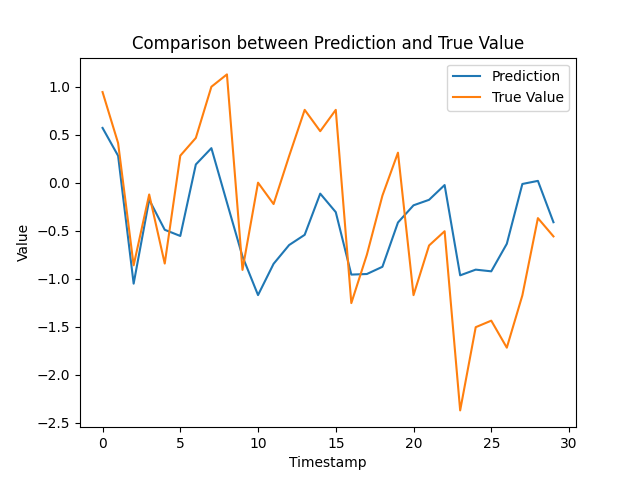 Comparison between Prediction and True Value
Prediction
True Value
1.0
0.5
0.0
−0.5
−1.0
−1.5
−2.0
−2.5
Value
0 5 10 15 20 25 30
Timestamp